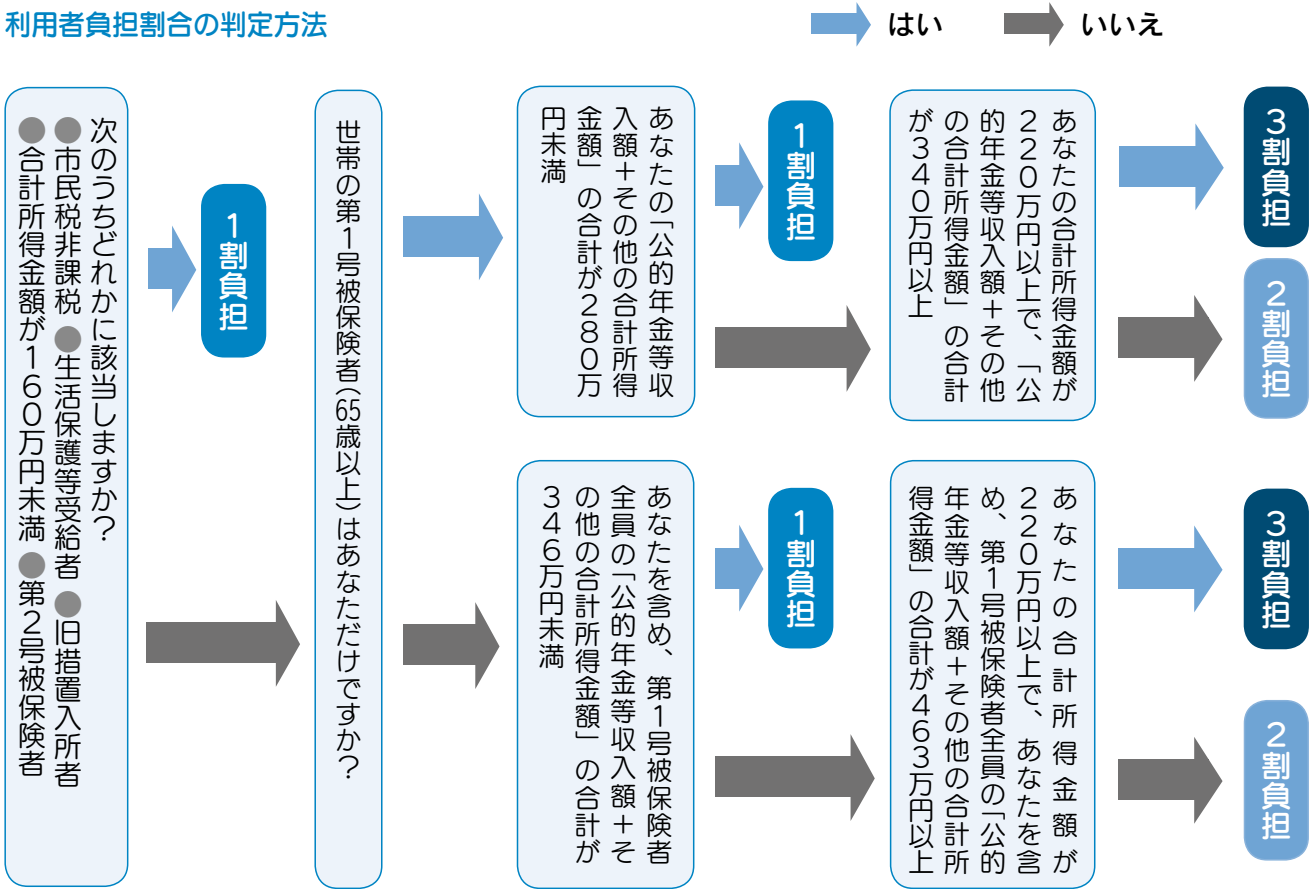 利用者負担割合の判定方法
はい
いいえ
次のうちどれかに該当しますか？
●市民税非課税 ●生活保護等受給者 ●旧措置入所者
●合計所得金額が１６０万円未満 ●第２号被保険者
１割負担
世帯の第１号被保険者（65歳以上）はあなただけですか？
あなたの「公的年金等収
入額＋その他の合計所得
金額」の合計が２８０万
円未満
１割負担
あなたの合計所得金額が
２２０万円以上で、「公
的年金等収入額＋その他
の合計所得金額」の合計
が３４０万円以上
３割負担
２割負担
あなたを含め、第１号被保険者
全員の「公的年金等収入額＋そ
の他の合計所得金額」の合計が
３４６万円未満
１割負担
あなたの合計所得金額が
２２０万円以上で、あなたを含
め、第１号被保険者全員の「公的
年金等収入額＋その他の合計所
得金額」の合計が４６３万円以上
３割負担
２割負担